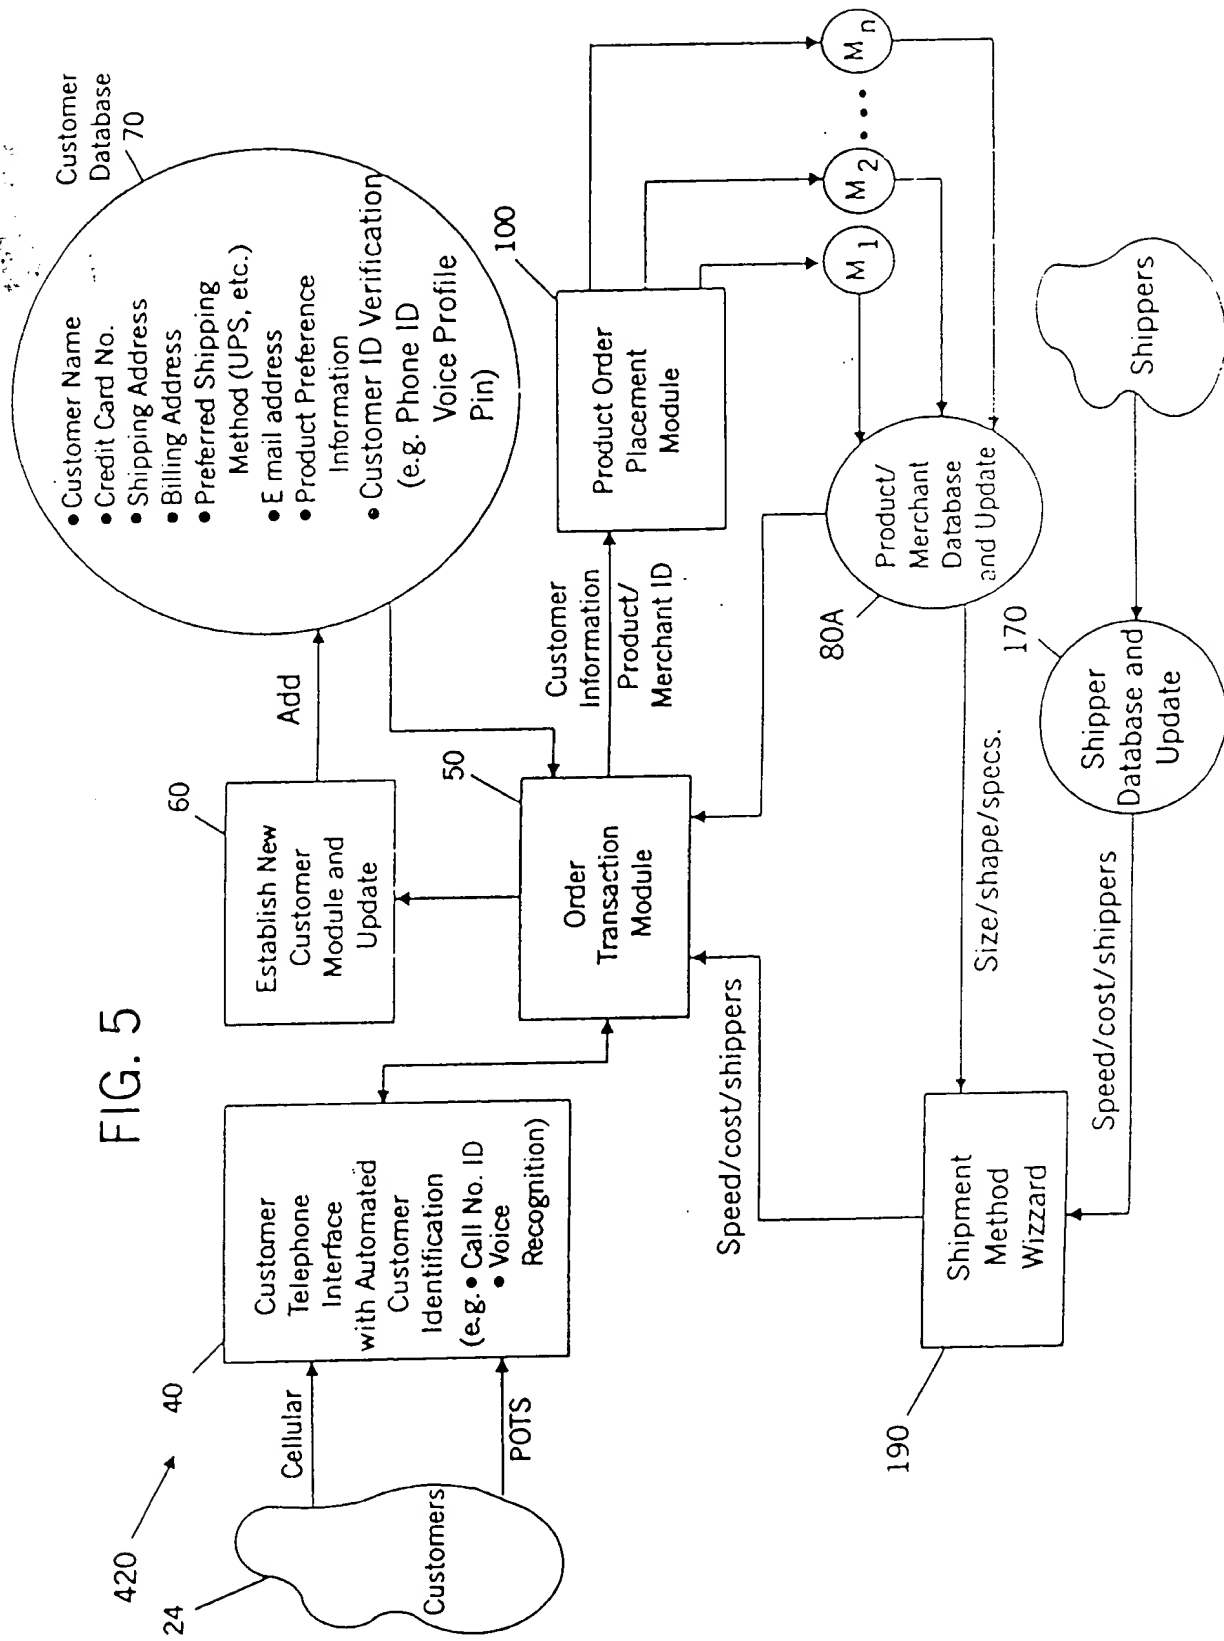 FIG. 5
420
24
Customers
Cellular
POTS
40
Customer
Telephone
Interface
with Automated
Customer
Identification
(e.g. • Call No. ID
• Voice
Recognition)
60
Establish New
Customer
Module and
Update
Add
Customer
Database
70
• Customer Name
• Credit Card No.
• Shipping Address
• Billing Address
• Preferred Shipping
Method (UPS, etc.)
• E mail address
• Product Preference
Information
• Customer ID Verification
(e.g. Phone ID
Voice Profile
Pin)
50
Order
Transaction
Module
Customer
Information
Product/
Merchant ID
100
Product Order
Placement
Module
M1
M2
Mn
80A
Product/
Merchant
Database
and Update
Speed/cost/shippers
Size/shape/specs.
190
Shipment
Method
Wizzard
Speed/cost/shippers
170
Shipper
Database and
Update
Shippers